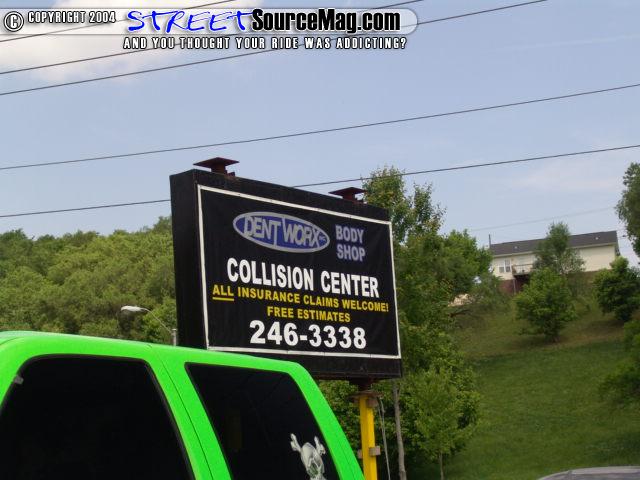 © COPYRIGHT 2004 STREETSourceMag.com
AND YOU THOUGHT YOUR RIDE WAS ADDICTING?
DENT WORX
BODY
SHOP
COLLISION CENTER
ALL INSURANCE CLAIMS WELCOME!
FREE ESTIMATES
246-3338